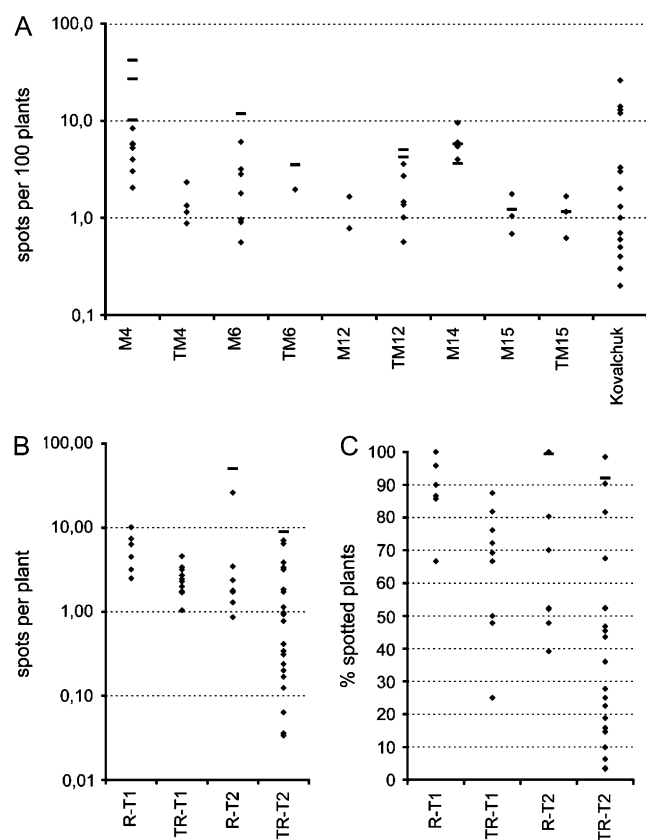 A
spots per 100 plants
100,0
10,0
1,0
0,1
M4
TM4
M6
TM6
M12
TM12
M14
M15
TM15
Kovalchuk
B
spots per plant
100,00
10,00
1,00
0,10
0,01
R-T1
TR-T1
R-T2
TR-T2
C
% spotted plants
100
90
80
70
60
50
40
30
20
10
0
R-T1
TR-T1
R-T2
TR-T2